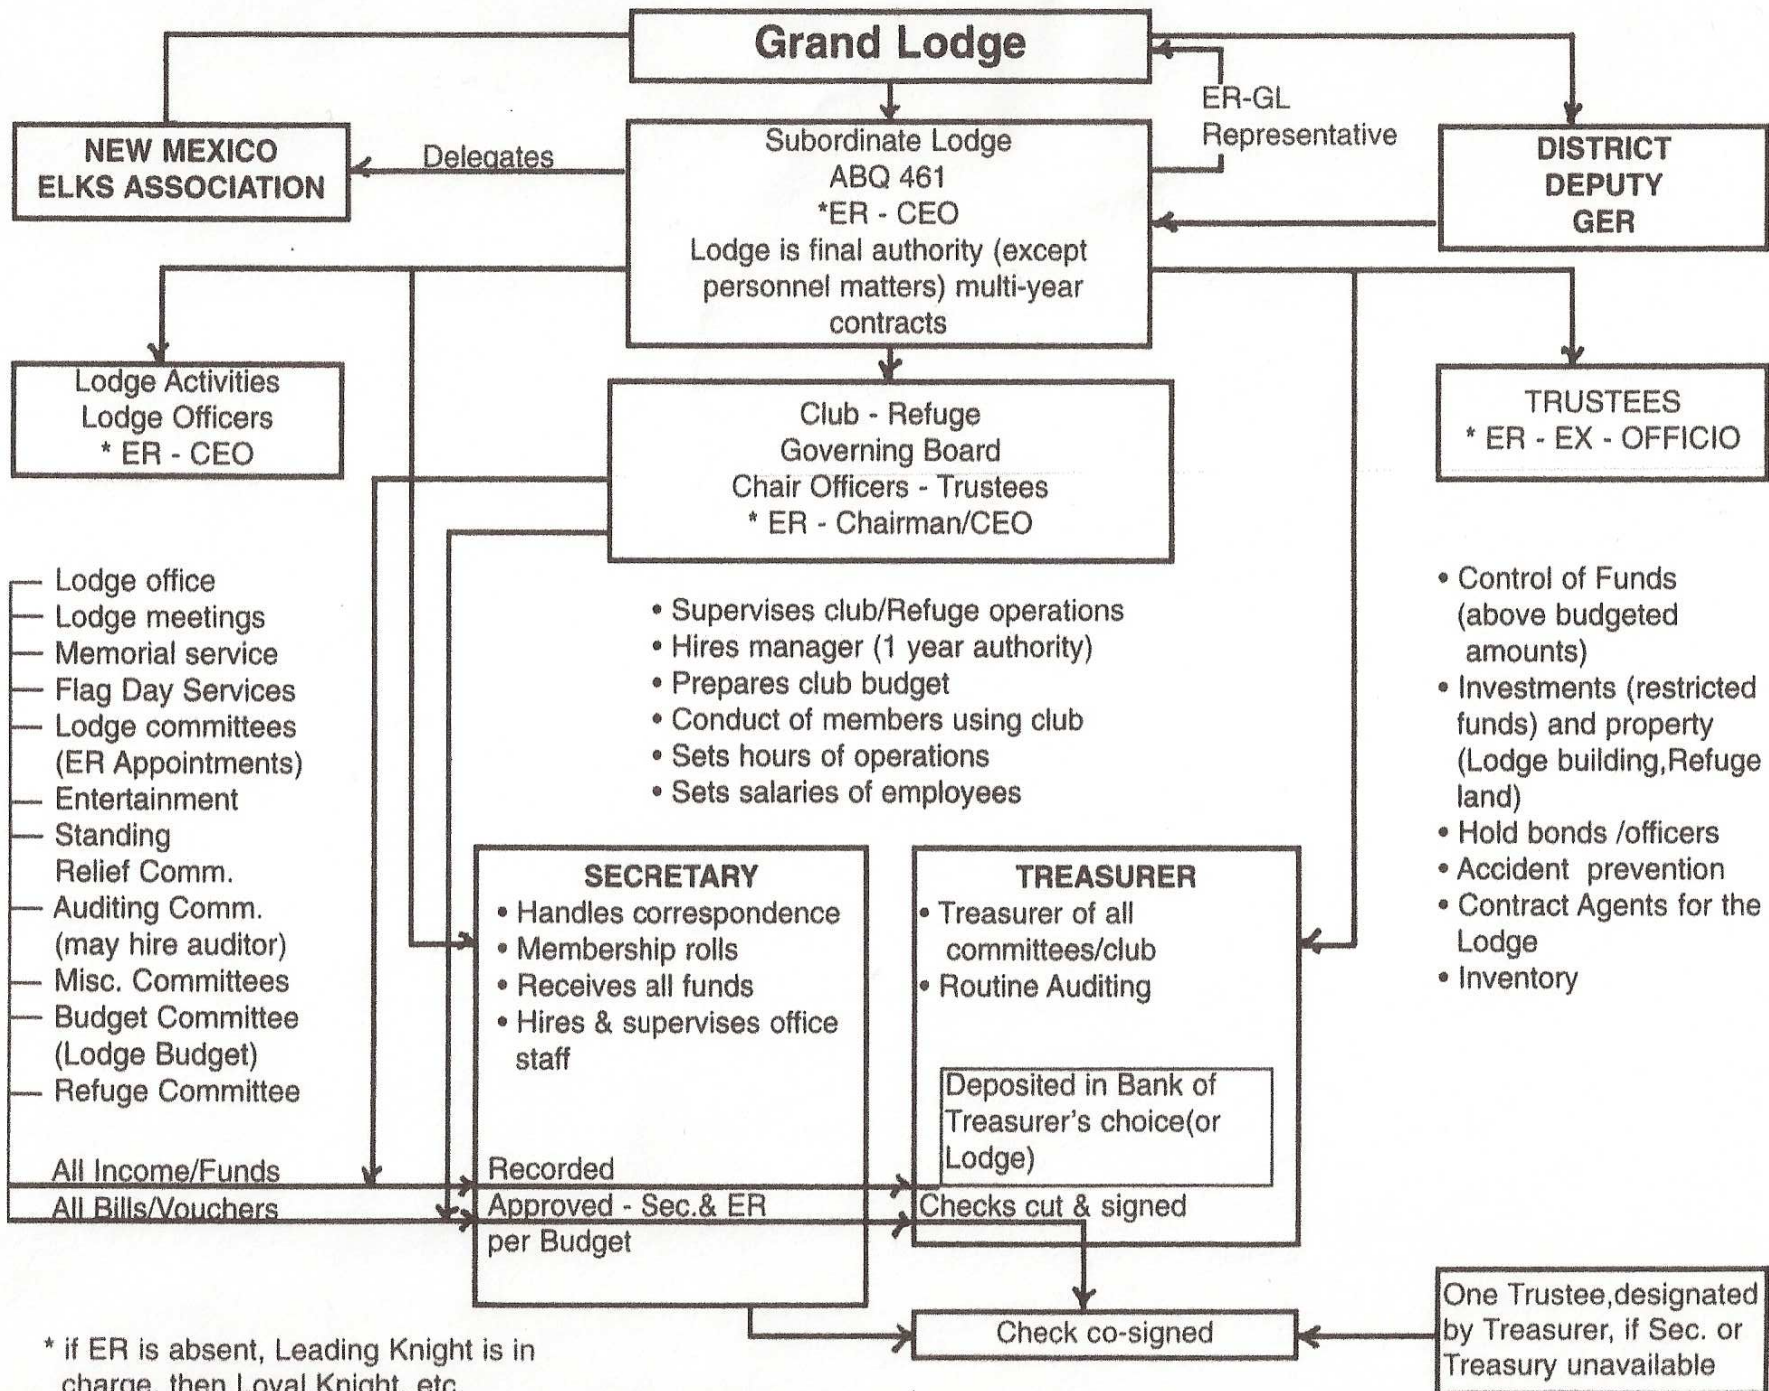 Grand Lodge
ER-GL
Representative
NEW MEXICO
ELKS ASSOCIATION
Delegates
Subordinate Lodge
ABQ 461
*ER - CEO
Lodge is final authority (except
personnel matters) multi-year
contracts
DISTRICT
DEPUTY
GER
Lodge Activities
Lodge Officers
* ER - CEO
Club - Refuge
Governing Board
Chair Officers - Trustees
* ER - Chairman/CEO
TRUSTEES
* ER - EX - OFFICIO
Lodge office
Lodge meetings
Memorial service
Flag Day Services
Lodge committees
(ER Appointments)
Entertainment
Standing
Relief Comm.
Auditing Comm.
(may hire auditor)
Misc. Committees
Budget Committee
(Lodge Budget)
Refuge Committee
All Income/Funds
All Bills/Vouchers
• Supervises club/Refuge operations
• Hires manager (1 year authority)
• Prepares club budget
• Conduct of members using club
• Sets hours of operations
• Sets salaries of employees
• Control of Funds
(above budgeted
amounts)
• Investments (restricted
funds) and property
(Lodge building,Refuge
land)
• Hold bonds /officers
• Accident prevention
• Contract Agents for the
Lodge
• Inventory
SECRETARY
• Handles correspondence
• Membership rolls
• Receives all funds
• Hires & supervises office
staff
Recorded
Approved - Sec.& ER
per Budget
TREASURER
• Treasurer of all
committees/club
• Routine Auditing
Deposited in Bank of
Treasurer's choice(or
Lodge)
Checks cut & signed
Check co-signed
One Trustee,designated
by Treasurer, if Sec. or
Treasury unavailable
* if ER is absent, Leading Knight is in
charge, then Loyal Knight, etc